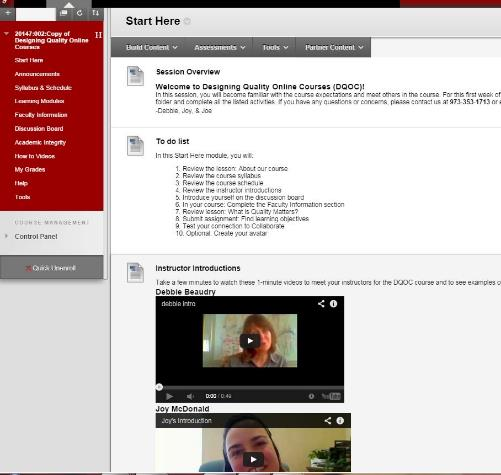 Start Here
20147:002:Copy of
Designing Quality Online
Courses
Start Here
Announcements
Syllabus & Schedule
Learning Modules
Faculty Information
Discussion Board
Academic Integrity
How to Videos
My Grades
Help
Tools
COURSE MANAGEMENT
Control Panel
Quick Un-enroll
Build Content
Assessments
Tools
Partner Content
Session Overview
Welcome to Designing Quality Online Courses (DQOC)!
In this session, you will become familiar with the course expectations and meet others in the course. For this first week of
folder and complete all the listed activities. If you have any questions or concerns, please contact us at 973-353-1713 or
-Debbie, Joy, & Joe
To do list
In this Start Here module, you will:
1. Review the lesson: About our course
2. Review the course syllabus
3. Review the course schedule
4. Review the instructor introductions
5. Introduce yourself on the discussion board
6. In your course: Complete the Faculty Information section
7. Review lesson: What is Quality Matters?
8. Submit assignment: Find learning objectives
9. Test your connection to Collaborate
10. Optional: Create your avatar
Instructor Introductions
Take a few minutes to watch these 1-minute videos to meet your instructors for the DQOC course and to see examples o
Debbie Beaudry
debbie intro
0:00 / 0:49
YouTube
Joy McDonald
Joy's Introduction